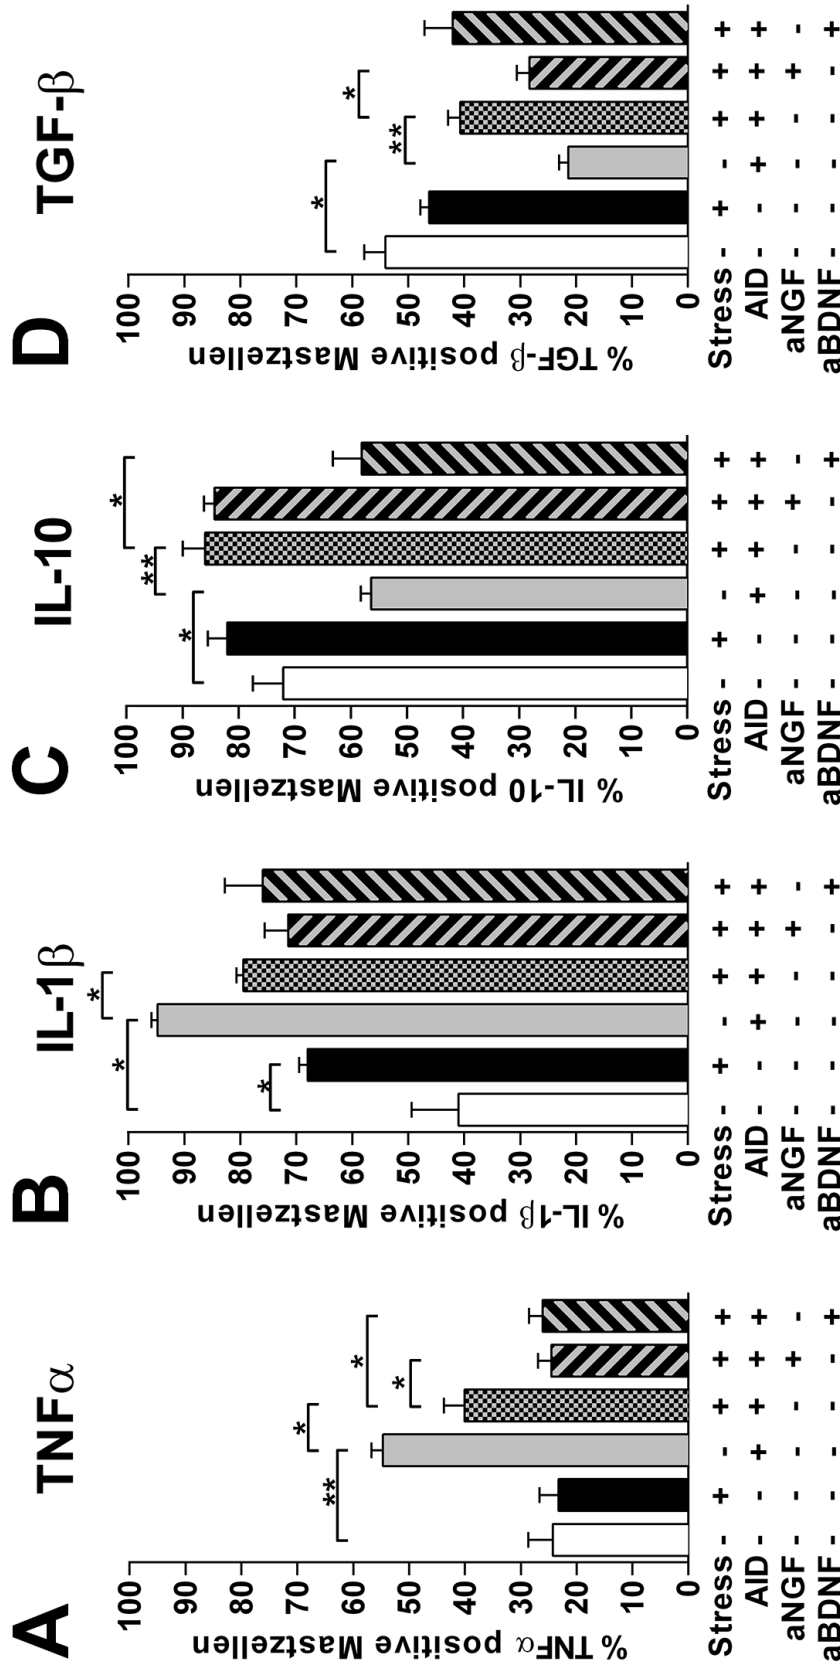 A
TNFα
% TNFα positive Mastzellen
100
90
80
70
60
50
40
30
20
10
0
**
*
*
*
Stress - + - + + +
AID - - + + + +
aNGF - - - - + -
aBDNF - - - - - +
B
IL-1β
% IL-1β positive Mastzellen
100
90
80
70
60
50
40
30
20
10
0
*
*
*
Stress - + - + + +
AID - - + + + +
aNGF - - - - + -
aBDNF - - - - - +
C
IL-10
% IL-10 positive Mastzellen
100
90
80
70
60
50
40
30
20
10
0
*
**
*
Stress - + - + + +
AID - - + + + +
aNGF - - - - + -
aBDNF - - - - - +
D
TGF-β
% TGF-β positive Mastzellen
100
90
80
70
60
50
40
30
20
10
0
*
**
*
Stress - + - + + +
AID - - + + + +
aNGF - - - - + -
aBDNF - - - - - +